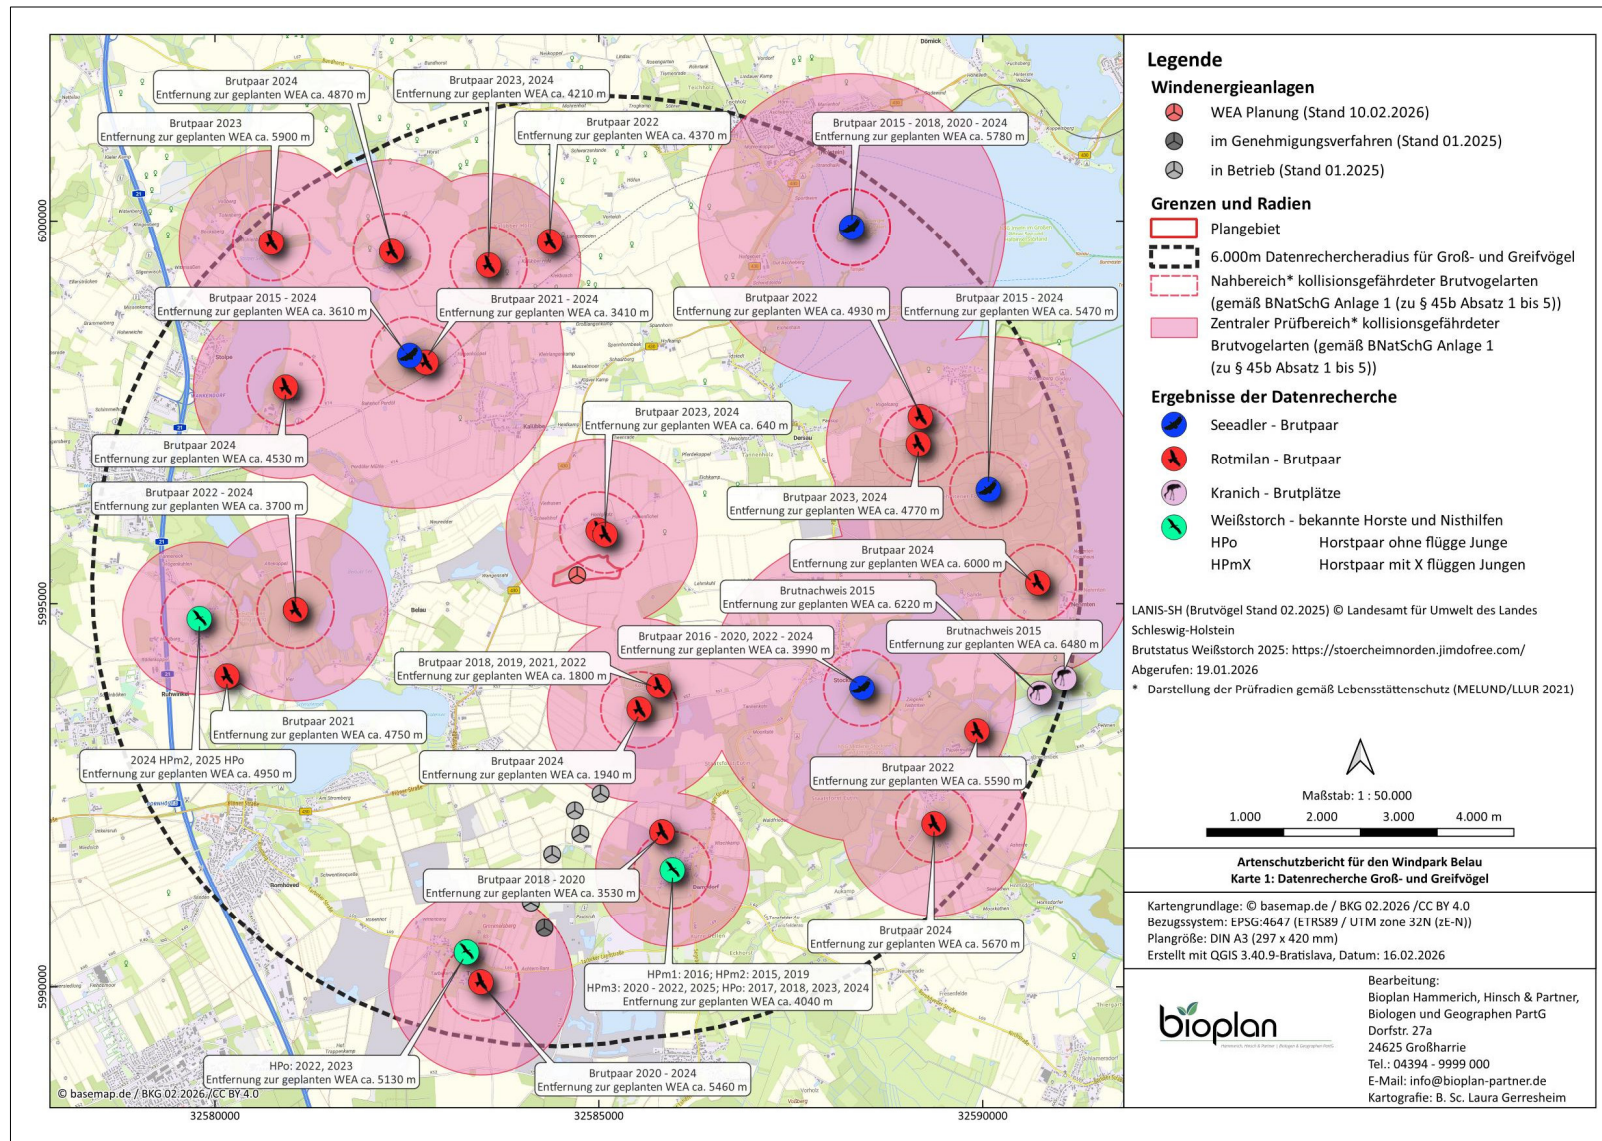 Brutpaar 2024
Entfernung zur geplanten WEA ca. 4870 m
Brutpaar 2023, 2024
Entfernung zur geplanten WEA ca. 4210 m
Brutpaar 2023
Entfernung zur geplanten WEA ca. 5900 m
Brutpaar 2022
Entfernung zur geplanten WEA ca. 4370 m
Brutpaar 2015 - 2018, 2020 - 2024
Entfernung zur geplanten WEA ca. 5780 m
Brutpaar 2015 - 2024
Entfernung zur geplanten WEA ca. 3610 m
Brutpaar 2021 - 2024
Entfernung zur geplanten WEA ca. 3410 m
Brutpaar 2022
Entfernung zur geplanten WEA ca. 4930 m
Brutpaar 2015 - 2024
Entfernung zur geplanten WEA ca. 5470 m
Brutpaar 2023, 2024
Entfernung zur geplanten WEA ca. 640 m
Brutpaar 2024
Entfernung zur geplanten WEA ca. 4530 m
Brutpaar 2022 - 2024
Entfernung zur geplanten WEA ca. 3700 m
Brutpaar 2023, 2024
Entfernung zur geplanten WEA ca. 4770 m
Brutpaar 2024
Entfernung zur geplanten WEA ca. 6000 m
Brutnachweis 2015
Entfernung zur geplanten WEA ca. 6220 m
Brutnachweis 2015
Entfernung zur geplanten WEA ca. 6480 m
Brutpaar 2016 - 2020, 2022 - 2024
Entfernung zur geplanten WEA ca. 3990 m
Brutpaar 2018, 2019, 2021, 2022
Entfernung zur geplanten WEA ca. 1800 m
Brutpaar 2021
Entfernung zur geplanten WEA ca. 4750 m
2024 HPm2, 2025 HPo
Entfernung zur geplanten WEA ca. 4950 m
Brutpaar 2024
Entfernung zur geplanten WEA ca. 1940 m
Brutpaar 2022
Entfernung zur geplanten WEA ca. 5590 m
Brutpaar 2018 - 2020
Entfernung zur geplanten WEA ca. 3530 m
Brutpaar 2024
Entfernung zur geplanten WEA ca. 5670 m
HPm1: 2016; HPm2: 2015, 2019
HPm3: 2020 - 2022, 2025; HPo: 2017, 2018, 2023, 2024
Entfernung zur geplanten WEA ca. 4040 m
HPo: 2022, 2023
Entfernung zur geplanten WEA ca. 5130 m
Brutpaar 2020 - 2024
Entfernung zur geplanten WEA ca. 5460 m
Belau
Ruhwinkel
Bornhöved
Stolpe
Kalübbe
Dersau
Dörnick
6000000
5995000
5990000
32580000
32585000
32590000
© basemap.de / BKG 02.2026 /CC BY 4.0
Legende
Windenergieanlagen
WEA Planung (Stand 10.02.2026)
im Genehmigungsverfahren (Stand 01.2025)
in Betrieb (Stand 01.2025)
Grenzen und Radien
Plangebiet
6.000m Datenrechercheradius für Groß- und Greifvögel
Nahbereich* kollisionsgefährdeter Brutvogelarten
(gemäß BNatSchG Anlage 1 (zu § 45b Absatz 1 bis 5))
Zentraler Prüfbereich* kollisionsgefährdeter
Brutvogelarten (gemäß BNatSchG Anlage 1
(zu § 45b Absatz 1 bis 5))
Ergebnisse der Datenrecherche
Seeadler - Brutpaar
Rotmilan - Brutpaar
Kranich - Brutplätze
Weißstorch - bekannte Horste und Nisthilfen
HPo Horstpaar ohne flügge Junge
HPmX Horstpaar mit X flüggen Jungen
LANIS-SH (Brutvögel Stand 02.2025) © Landesamt für Umwelt des Landes
Schleswig-Holstein
Brutstatus Weißstorch 2025: https://stoercheimnorden.jimdofree.com/
Abgerufen: 19.01.2026
* Darstellung der Prüfradien gemäß Lebensstättenschutz (MELUND/LLUR 2021)
Maßstab: 1 : 50.000
1.000 2.000 3.000 4.000 m
Artenschutzbericht für den Windpark Belau
Karte 1: Datenrecherche Groß- und Greifvögel
Kartengrundlage: © basemap.de / BKG 02.2026 /CC BY 4.0
Bezugssystem: EPSG:4647 (ETRS89 / UTM zone 32N (zE-N))
Plangröße: DIN A3 (297 x 420 mm)
Erstellt mit QGIS 3.40.9-Bratislava, Datum: 16.02.2026
bioplan
Hammerich, Hinsch & Partner | Biologen & Geographen PartG
Bearbeitung:
Bioplan Hammerich, Hinsch & Partner,
Biologen und Geographen PartG
Dorfstr. 27a
24625 Großharrie
Tel.: 04394 - 9999 000
E-Mail: info@bioplan-partner.de
Kartografie: B. Sc. Laura Gerresheim